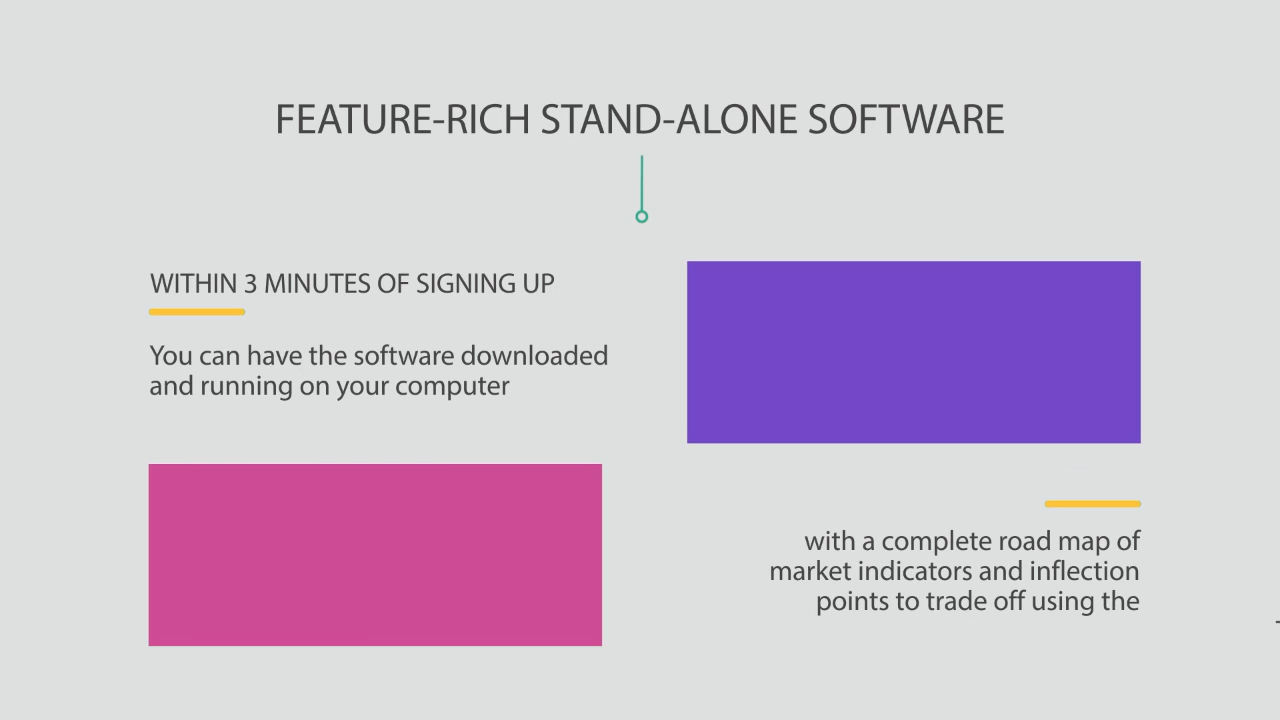 FEATURE-RICH STAND-ALONE SOFTWARE
WITHIN 3 MINUTES OF SIGNING UP
You can have the software downloaded
and running on your computer
with a complete road map of
market indicators and inflection
points to trade off using the